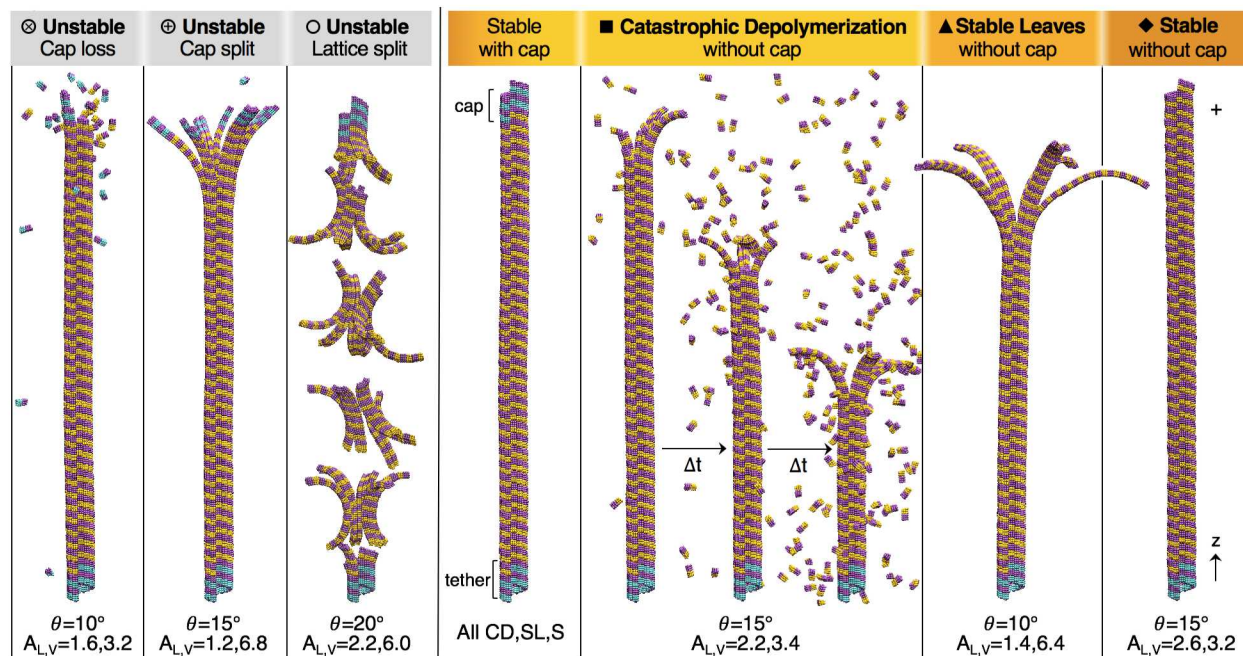 ⊗ Unstable
Cap loss
⊕ Unstable
Cap split
○ Unstable
Lattice split
Stable
with cap
■ Catastrophic Depolymerization
without cap
▲ Stable Leaves
without cap
◆ Stable
without cap
cap
+
Δt
Δt
z
tether
θ=10°
A_L,V=1.6,3.2
θ=15°
A_L,V=1.2,6.8
θ=20°
A_L,V=2.2,6.0
All CD,SL,S
θ=15°
A_L,V=2.2,3.4
θ=10°
A_L,V=1.4,6.4
θ=15°
A_L,V=2.6,3.2